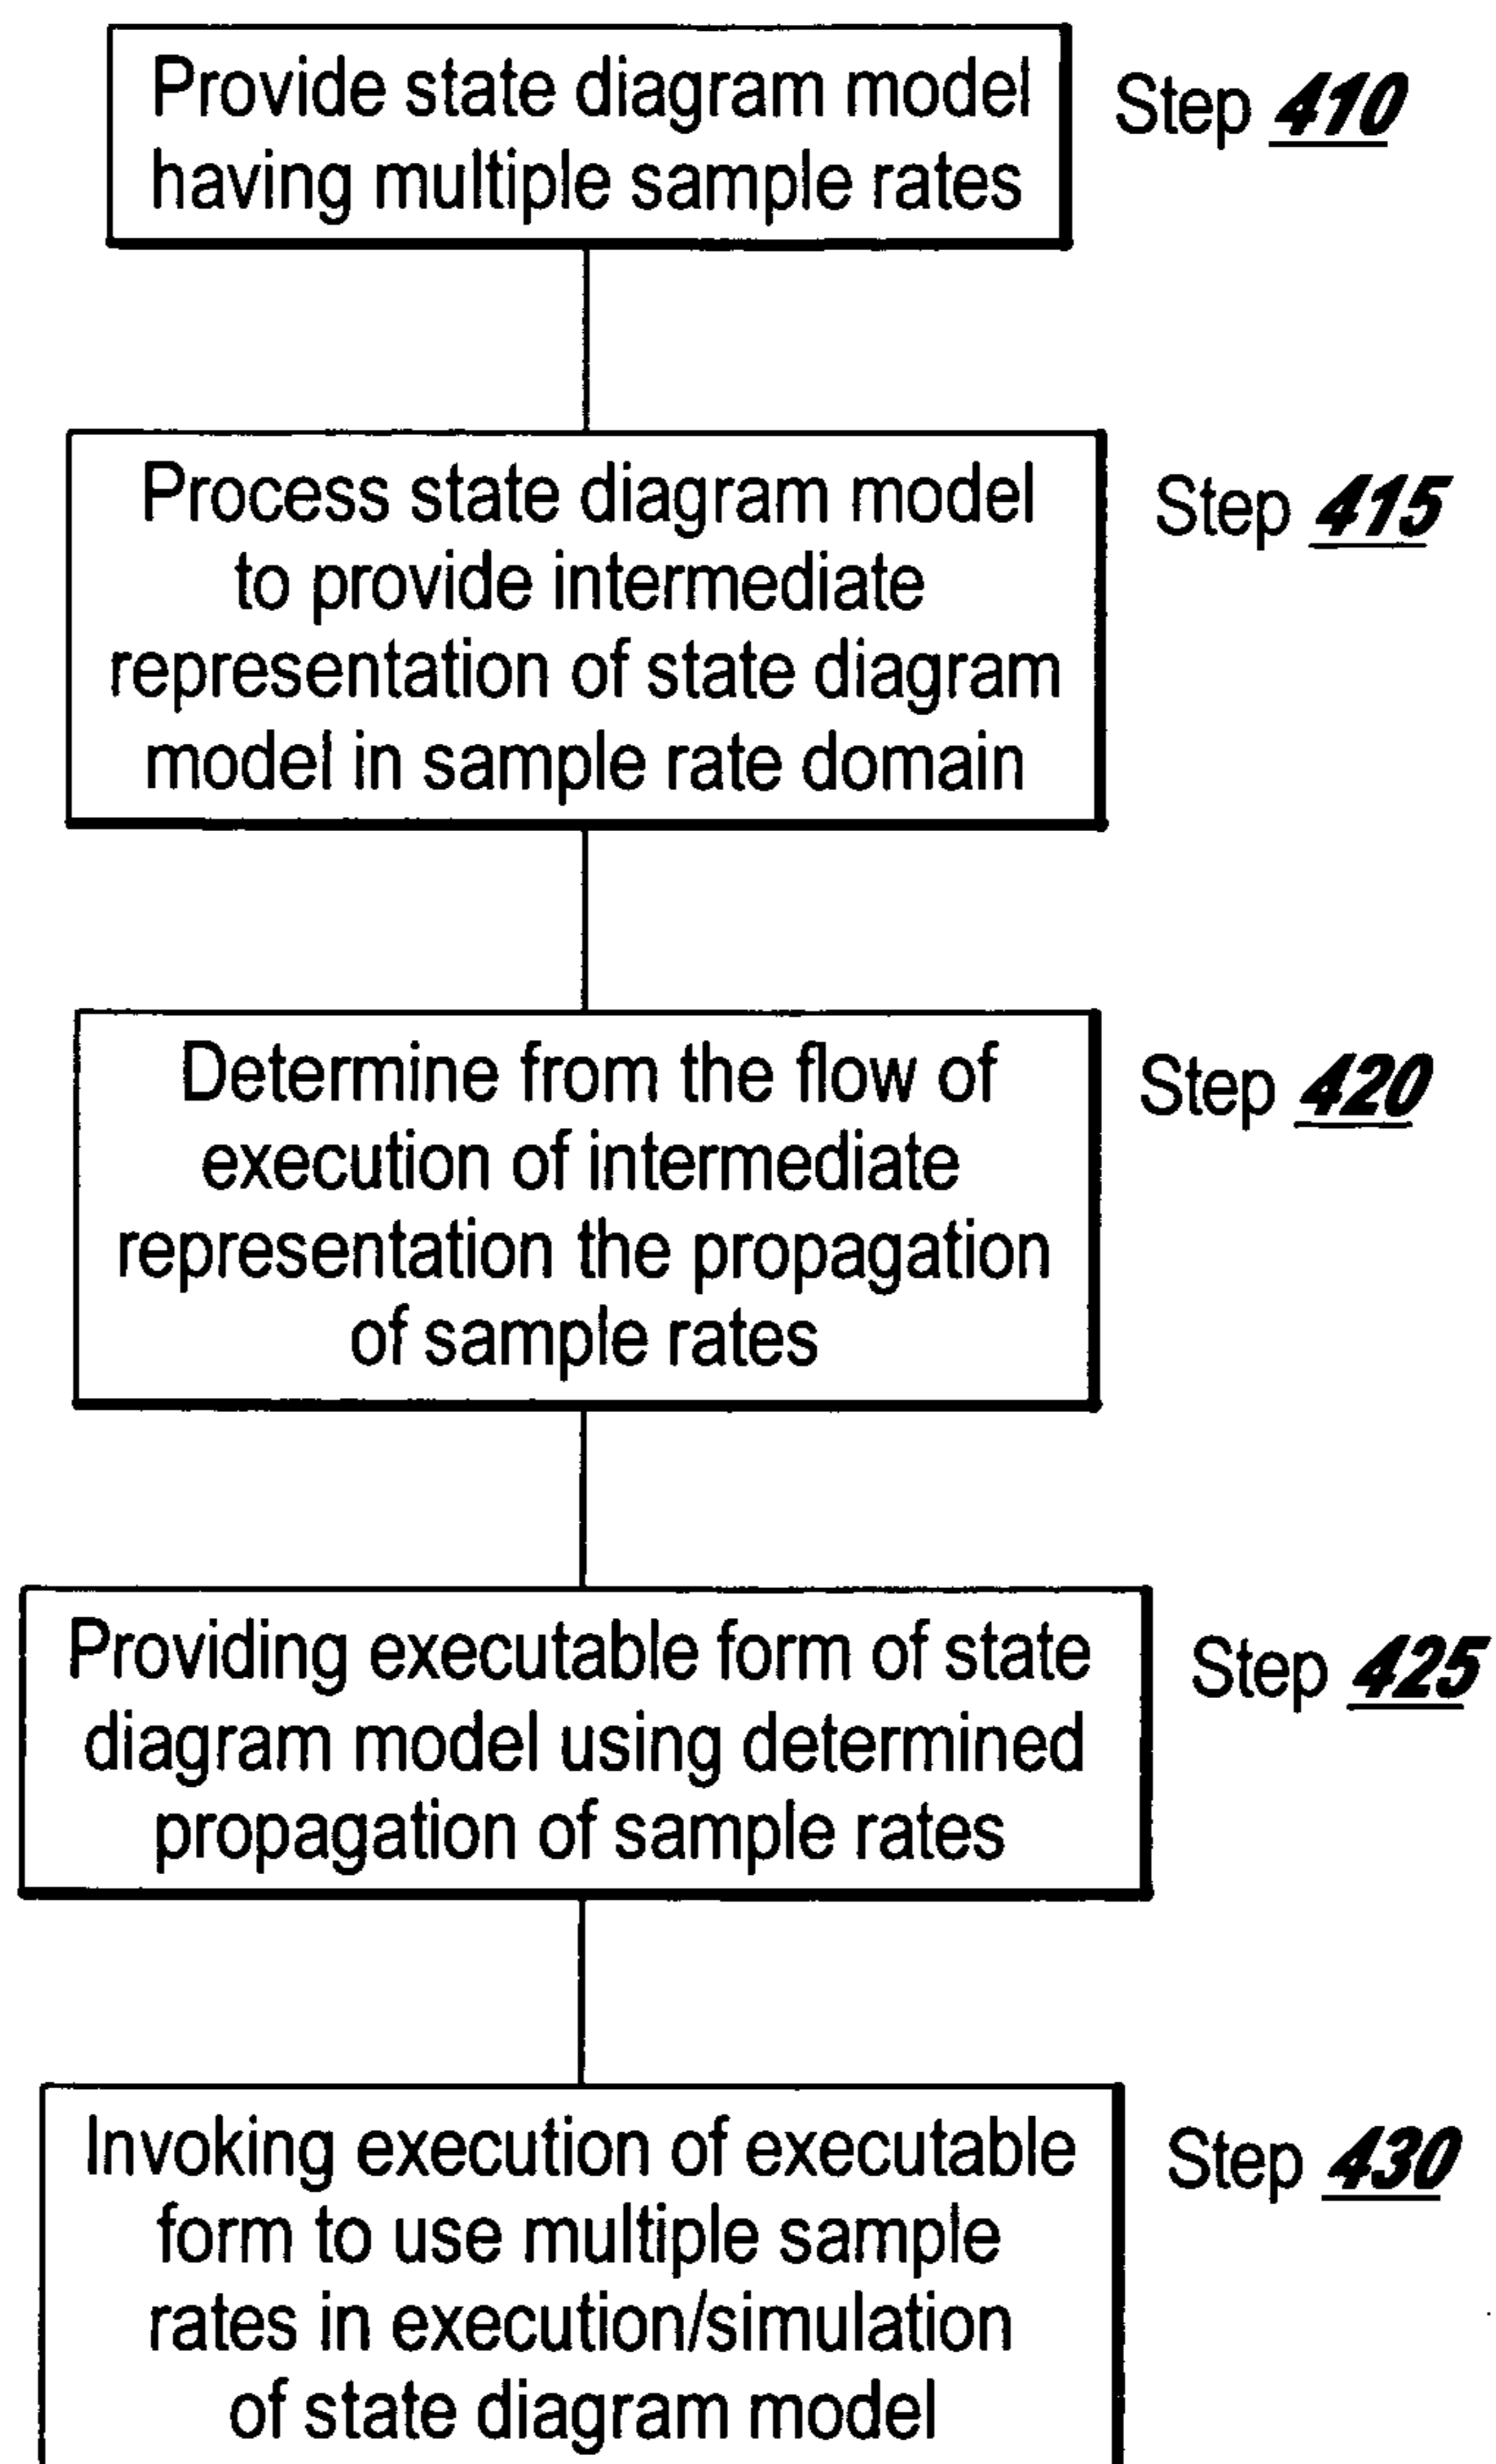 Provide state diagram model
having multiple sample rates
Step 410
Process state diagram model
to provide intermediate
representation of state diagram
model in sample rate domain
Step 415
Determine from the flow of
execution of intermediate
representation the propagation
of sample rates
Step 420
Providing executable form of state
diagram model using determined
propagation of sample rates
Step 425
Invoking execution of executable
form to use multiple sample
rates in execution/simulation
of state diagram model
Step 430